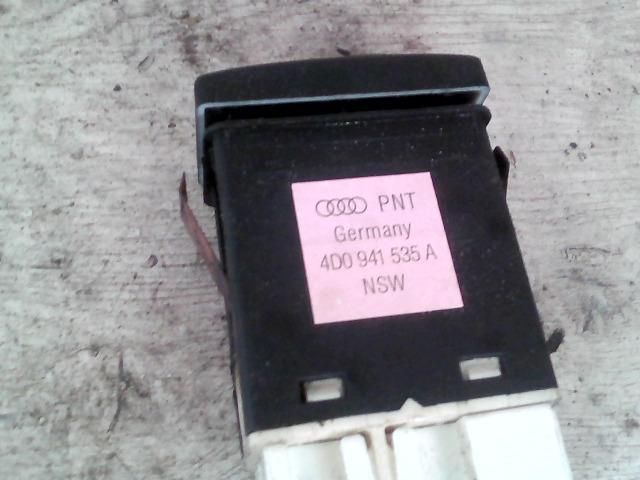 PNT
Germany
4D0 941 535 A
NSW